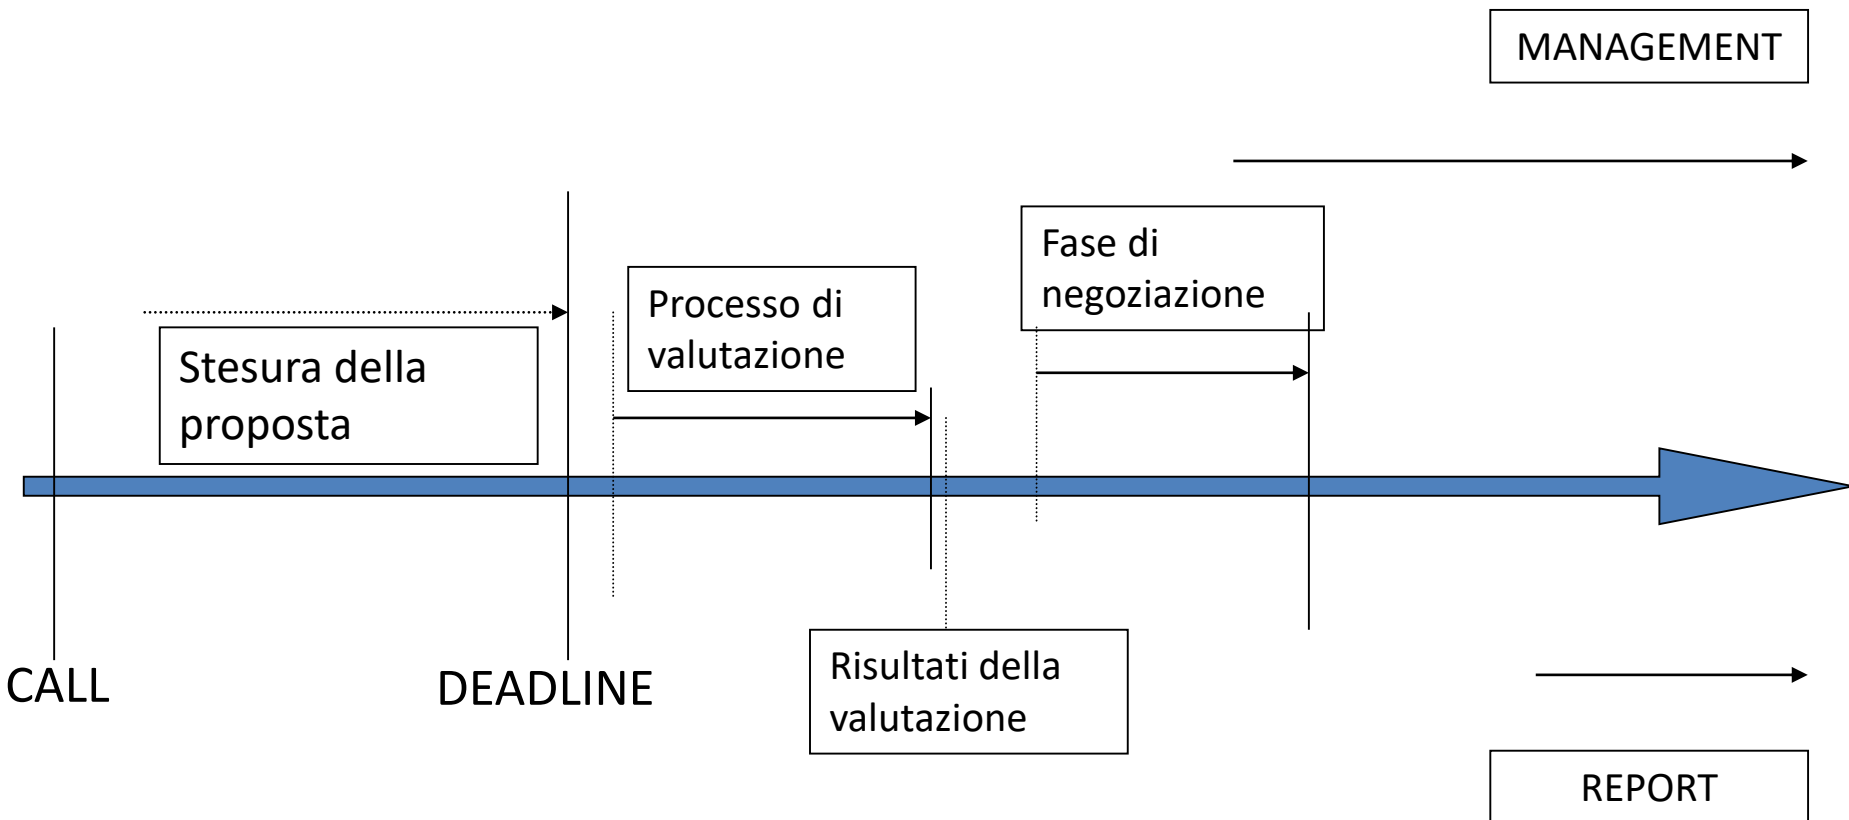 MANAGEMENT
Fase di
negoziazione
Processo di
valutazione
Stesura della
proposta
CALL
DEADLINE
Risultati della
valutazione
REPORT